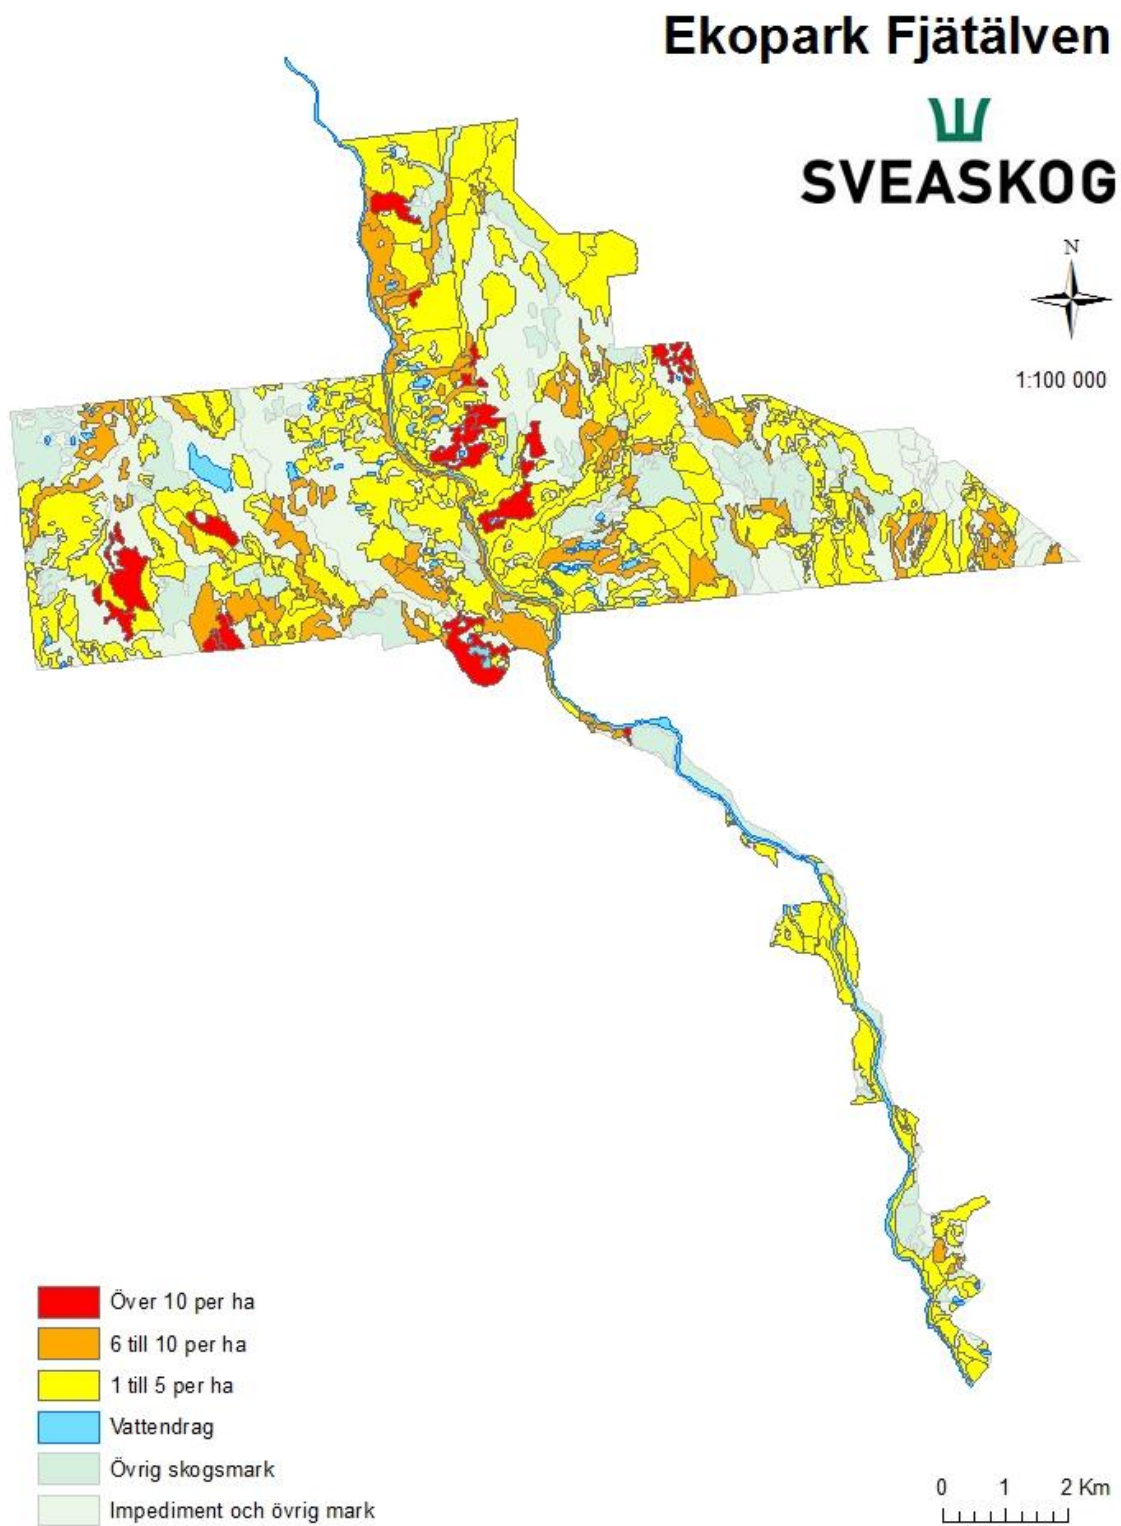 Ekopark Fjätälven
SVEASKOG
N
1:100 000
Över 10 per ha
6 till 10 per ha
1 till 5 per ha
Vattendrag
Övrig skogsmark
Impediment och övrig mark
0 1 2 Km